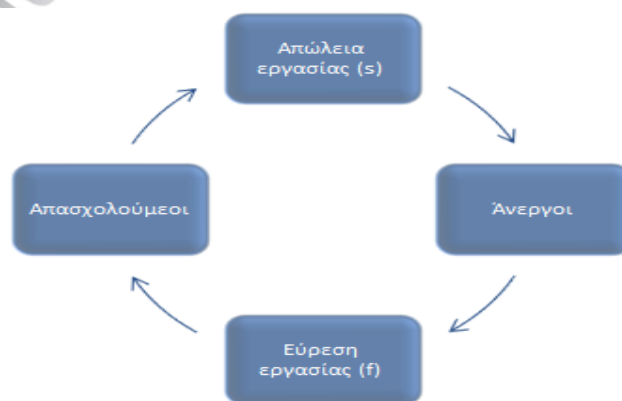 Απώλεια
εργασίας (s)
Απασχολούμεοι
Άνεργοι
Εύρεση
εργασίας (f)